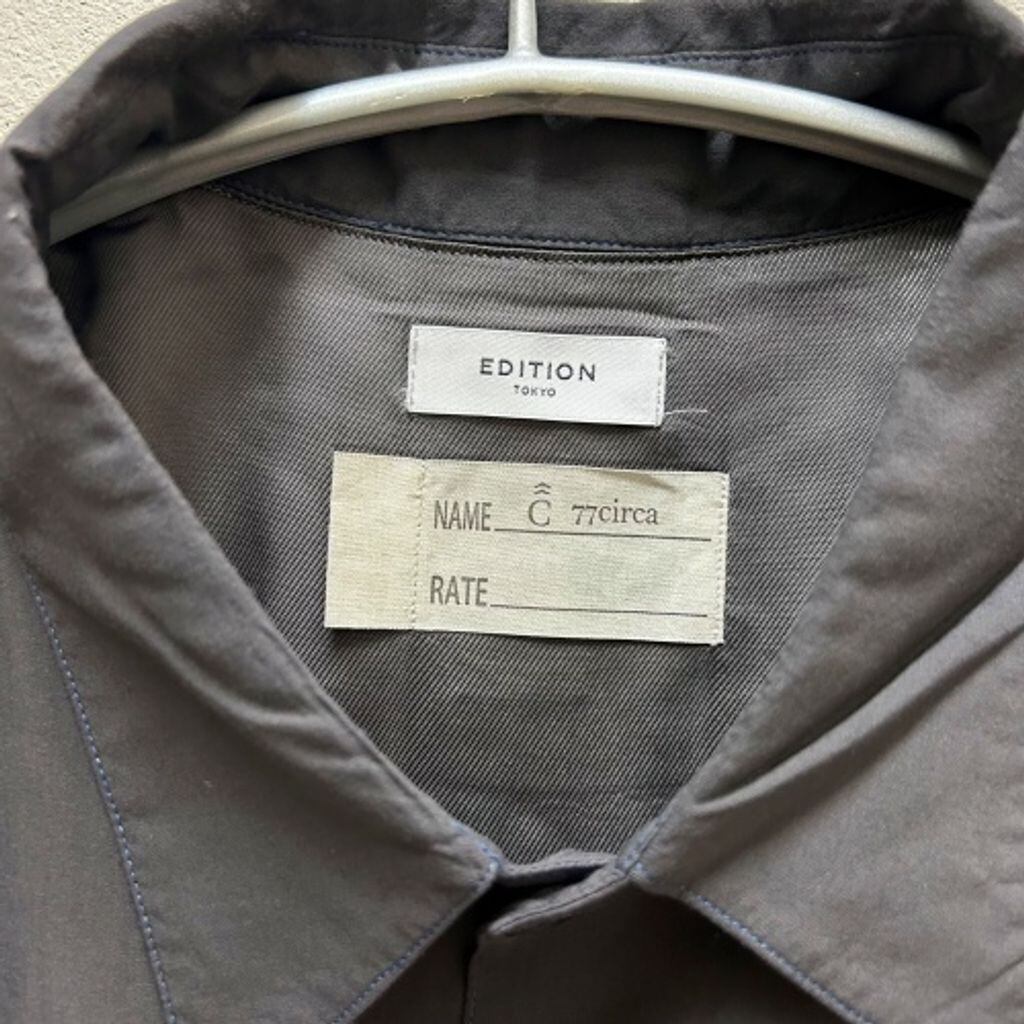 EDITION
TOKYO
NAME Ĉ 77circa
RATE